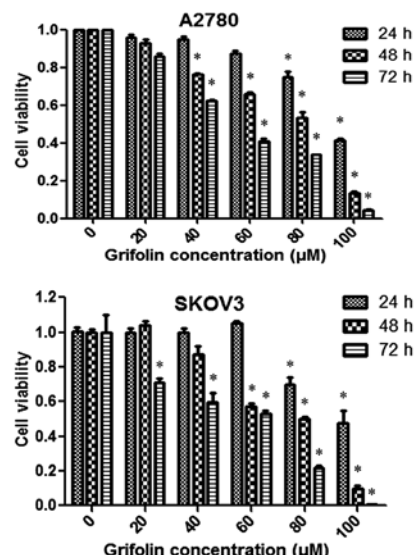 A2780
24 h
48 h
72 h
Cell viability
1.0
0.8
0.6
0.4
0.2
0.0
* * * * * * * * * *
0 20 40 60 80 100
Grifolin concentration (μM)
SKOV3
24 h
48 h
72 h
Cell viability
1.2
1.0
0.8
0.6
0.4
0.2
0.0
* * * * * * * * * *
0 20 40 60 80 100
Grifolin concentration (μM)